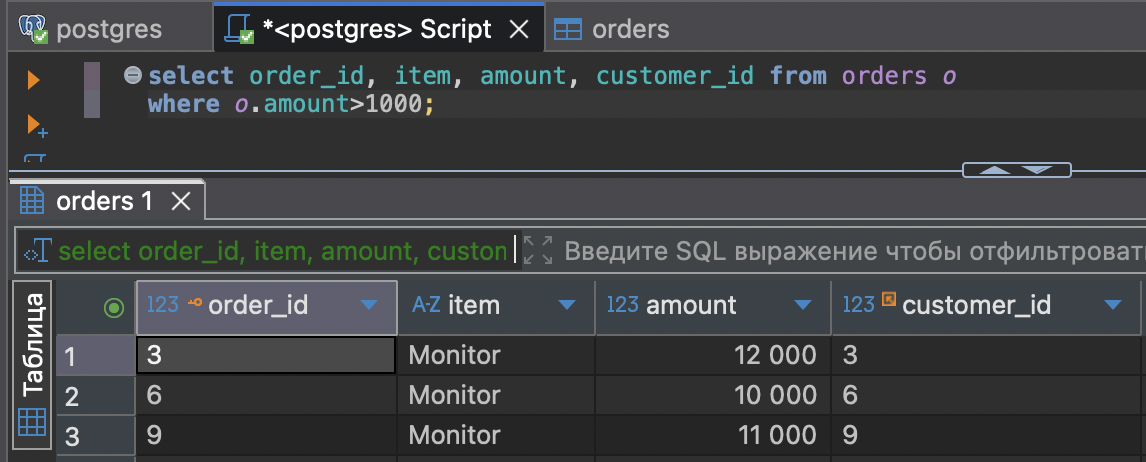 postgres *<postgres> Script orders
select order_id, item, amount, customer_id from orders o
where o.amount>1000;
orders 1
select order_id, item, amount, custon Введите SQL выражение чтобы отфильтроват
Таблица
123 order_id A-Z item 123 amount 123 customer_id
1 3 Monitor 12 000 3
2 6 Monitor 10 000 6
3 9 Monitor 11 000 9